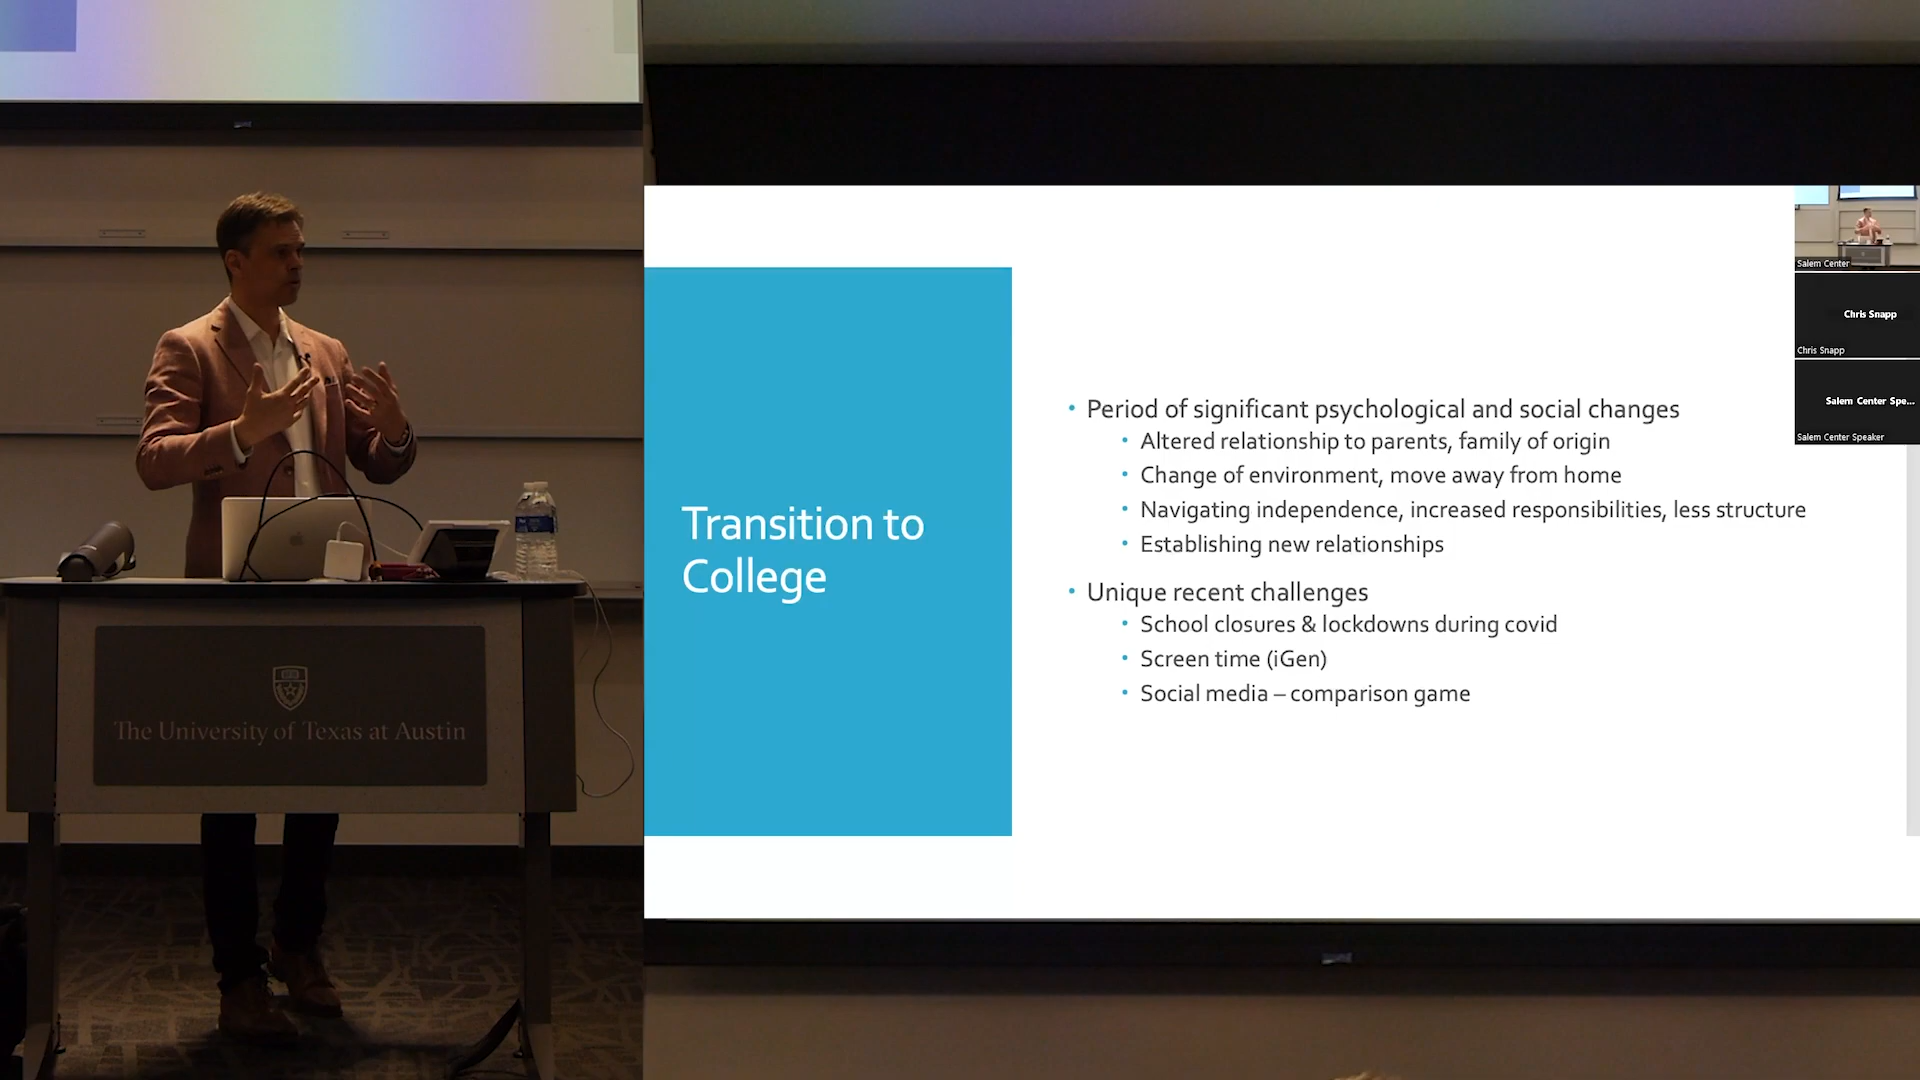 The University of Texas at Austin
Transition to
College
• Period of significant psychological and social changes
• Altered relationship to parents, family of origin
• Change of environment, move away from home
• Navigating independence, increased responsibilities, less structure
• Establishing new relationships
• Unique recent challenges
• School closures & lockdowns during covid
• Screen time (iGen)
• Social media – comparison game
Salem Center
Chris Snapp
Chris Snapp
Salem Center Spe...
Salem Center Speaker